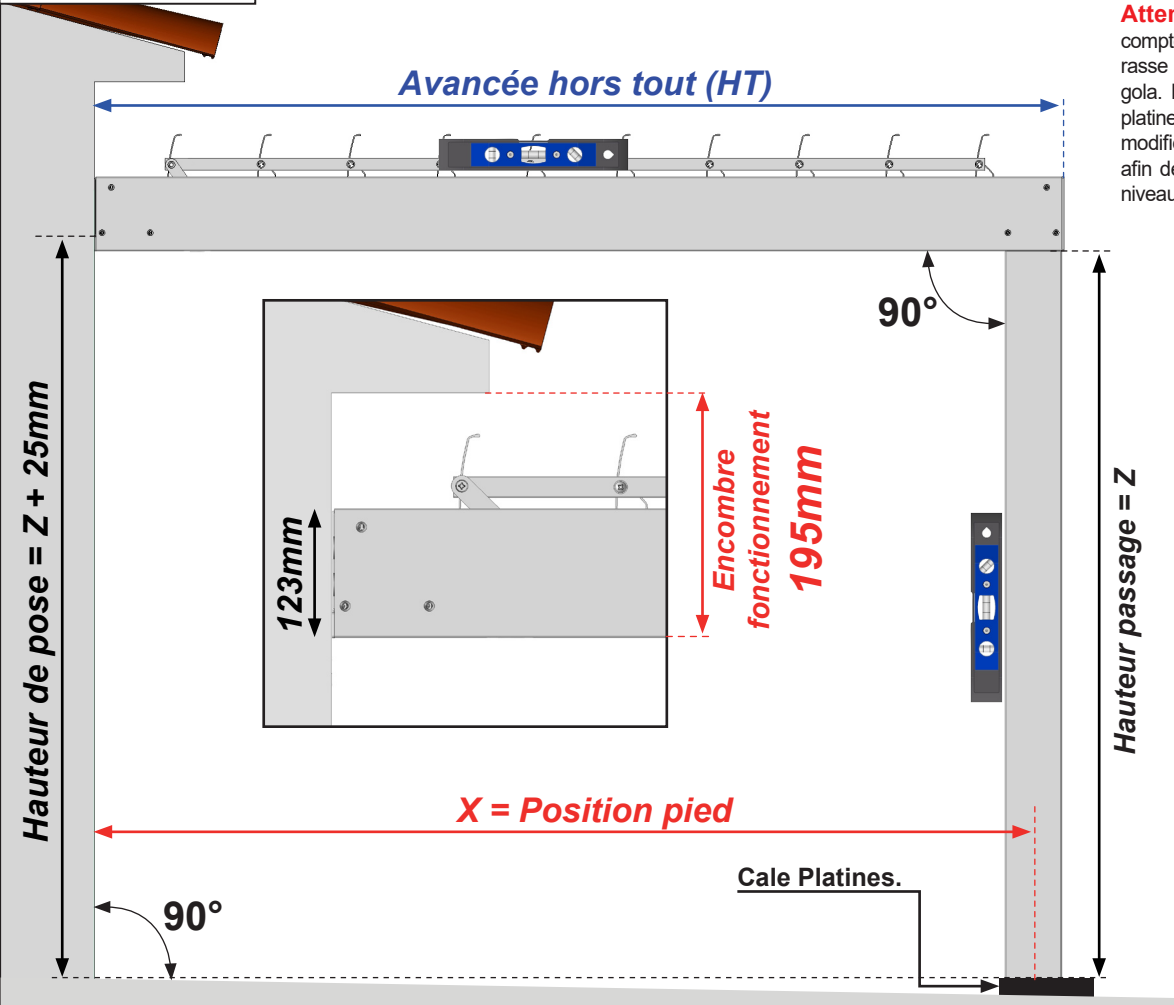 Atten
compt
rasse
gola.
platine
modifie
afin de
niveau
Avancée hors tout (HT)
90°
Hauteur de pose = Z + 25mm
123mm
Encombre
fonctionnement
195mm
Hauteur passage = Z
X = Position pied
Cale Platines.
90°